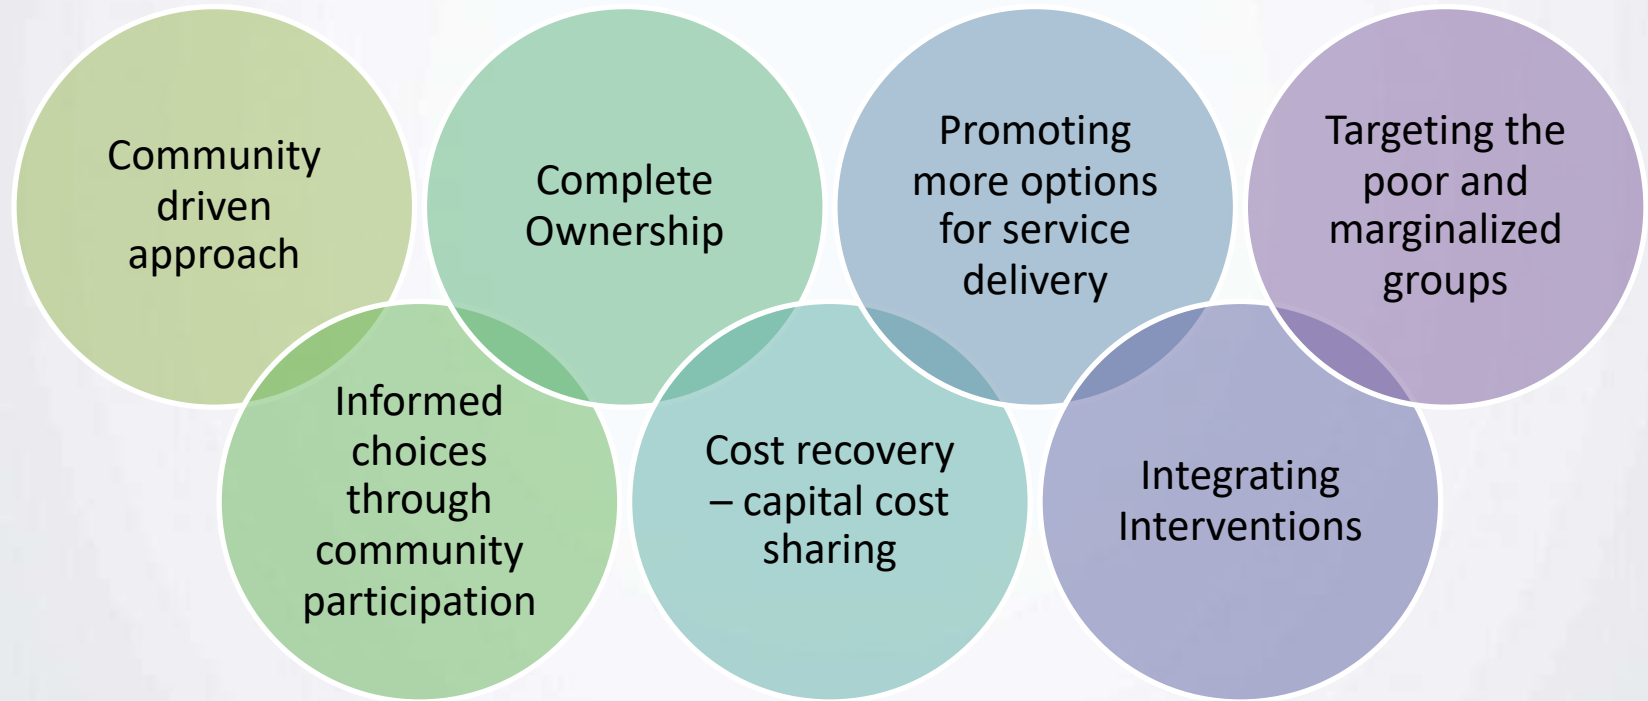 Community
driven
approach
Informed
choices
through
community
participation
Complete
Ownership
Cost recovery
– capital cost
sharing
Promoting
more options
for service
delivery
Integrating
Interventions
Targeting the
poor and
marginalized
groups